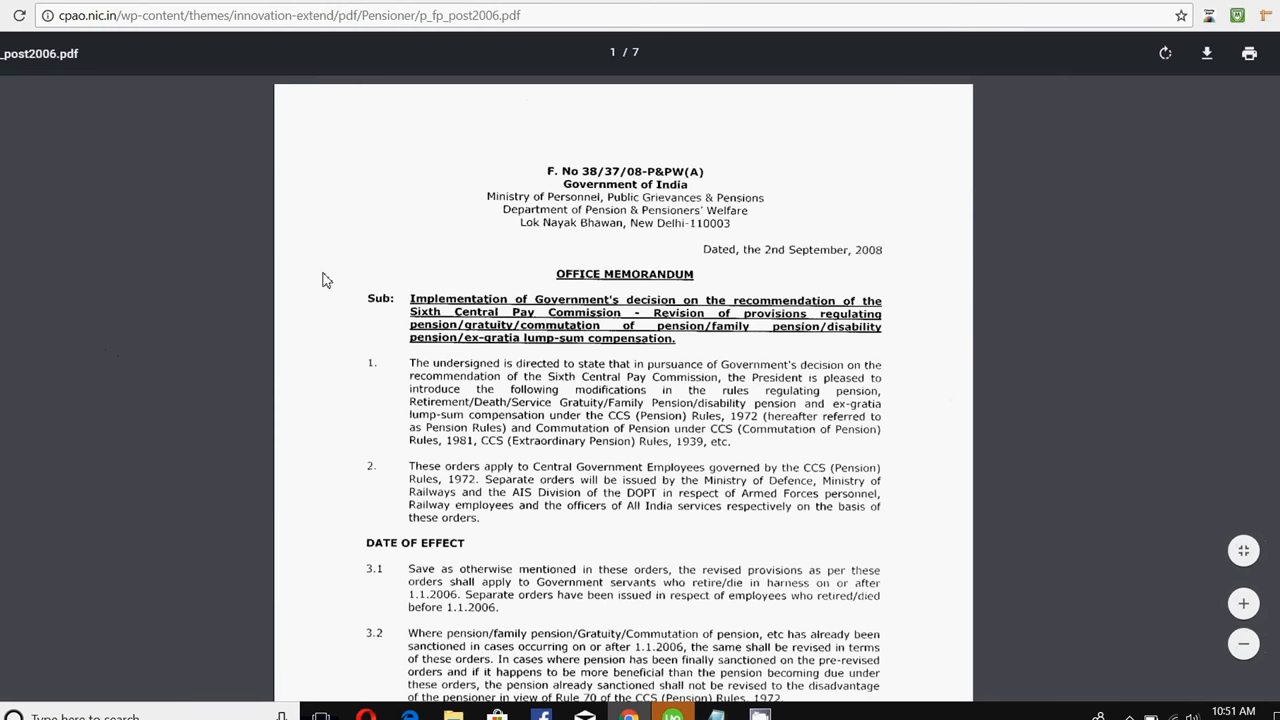 cpao.nic.in/wp-content/themes/innovation-extend/pdf/Pensioner/p_fp_post2006.pdf
_post2006.pdf
1 / 7
F. No 38/37/08-P&PW(A)
Government of India
Ministry of Personnel, Public Grievances & Pensions
Department of Pension & Pensioners' Welfare
Lok Nayak Bhawan, New Delhi-110003
Dated, the 2nd September, 2008
OFFICE MEMORANDUM
Sub: Implementation of Government's decision on the recommendation of the
Sixth Central Pay Commission - Revision of provisions regulating
pension/gratuity/commutation of pension/family pension/disability
pension/ex-gratia lump-sum compensation.
1. The undersigned is directed to state that in pursuance of Government's decision on the
recommendation of the Sixth Central Pay Commission, the President is pleased to
introduce the following modifications in the rules regulating pension,
Retirement/Death/Service Gratuity/Family Pension/disability pension and ex-gratia
lump-sum compensation under the CCS (Pension) Rules, 1972 (hereafter referred to
as Pension Rules) and Commutation of Pension under CCS (Commutation of Pension)
Rules, 1981, CCS (Extraordinary Pension) Rules, 1939, etc.
2. These orders apply to Central Government Employees governed by the CCS (Pension)
Rules, 1972. Separate orders will be issued by the Ministry of Defence, Ministry of
Railways and the AIS Division of the DOPT in respect of Armed Forces personnel,
Railway employees and the officers of All India services respectively on the basis of
these orders.
DATE OF EFFECT
3.1 Save as otherwise mentioned in these orders, the revised provisions as per these
orders shall apply to Government servants who retire/die in harness on or after
1.1.2006. Separate orders have been issued in respect of employees who retired/died
before 1.1.2006.
3.2 Where pension/family pension/Gratuity/Commutation of pension, etc has already been
sanctioned in cases occurring on or after 1.1.2006, the same shall be revised in terms
of these orders. In cases where pension has been finally sanctioned on the pre-revised
orders and if it happens to be more beneficial than the pension becoming due under
these orders, the pension already sanctioned shall not be revised to the disadvantage
of the pensioner in view of Rule 70 of the CCS (Pension) Rules, 1972.
Type here to search
10:51 AM